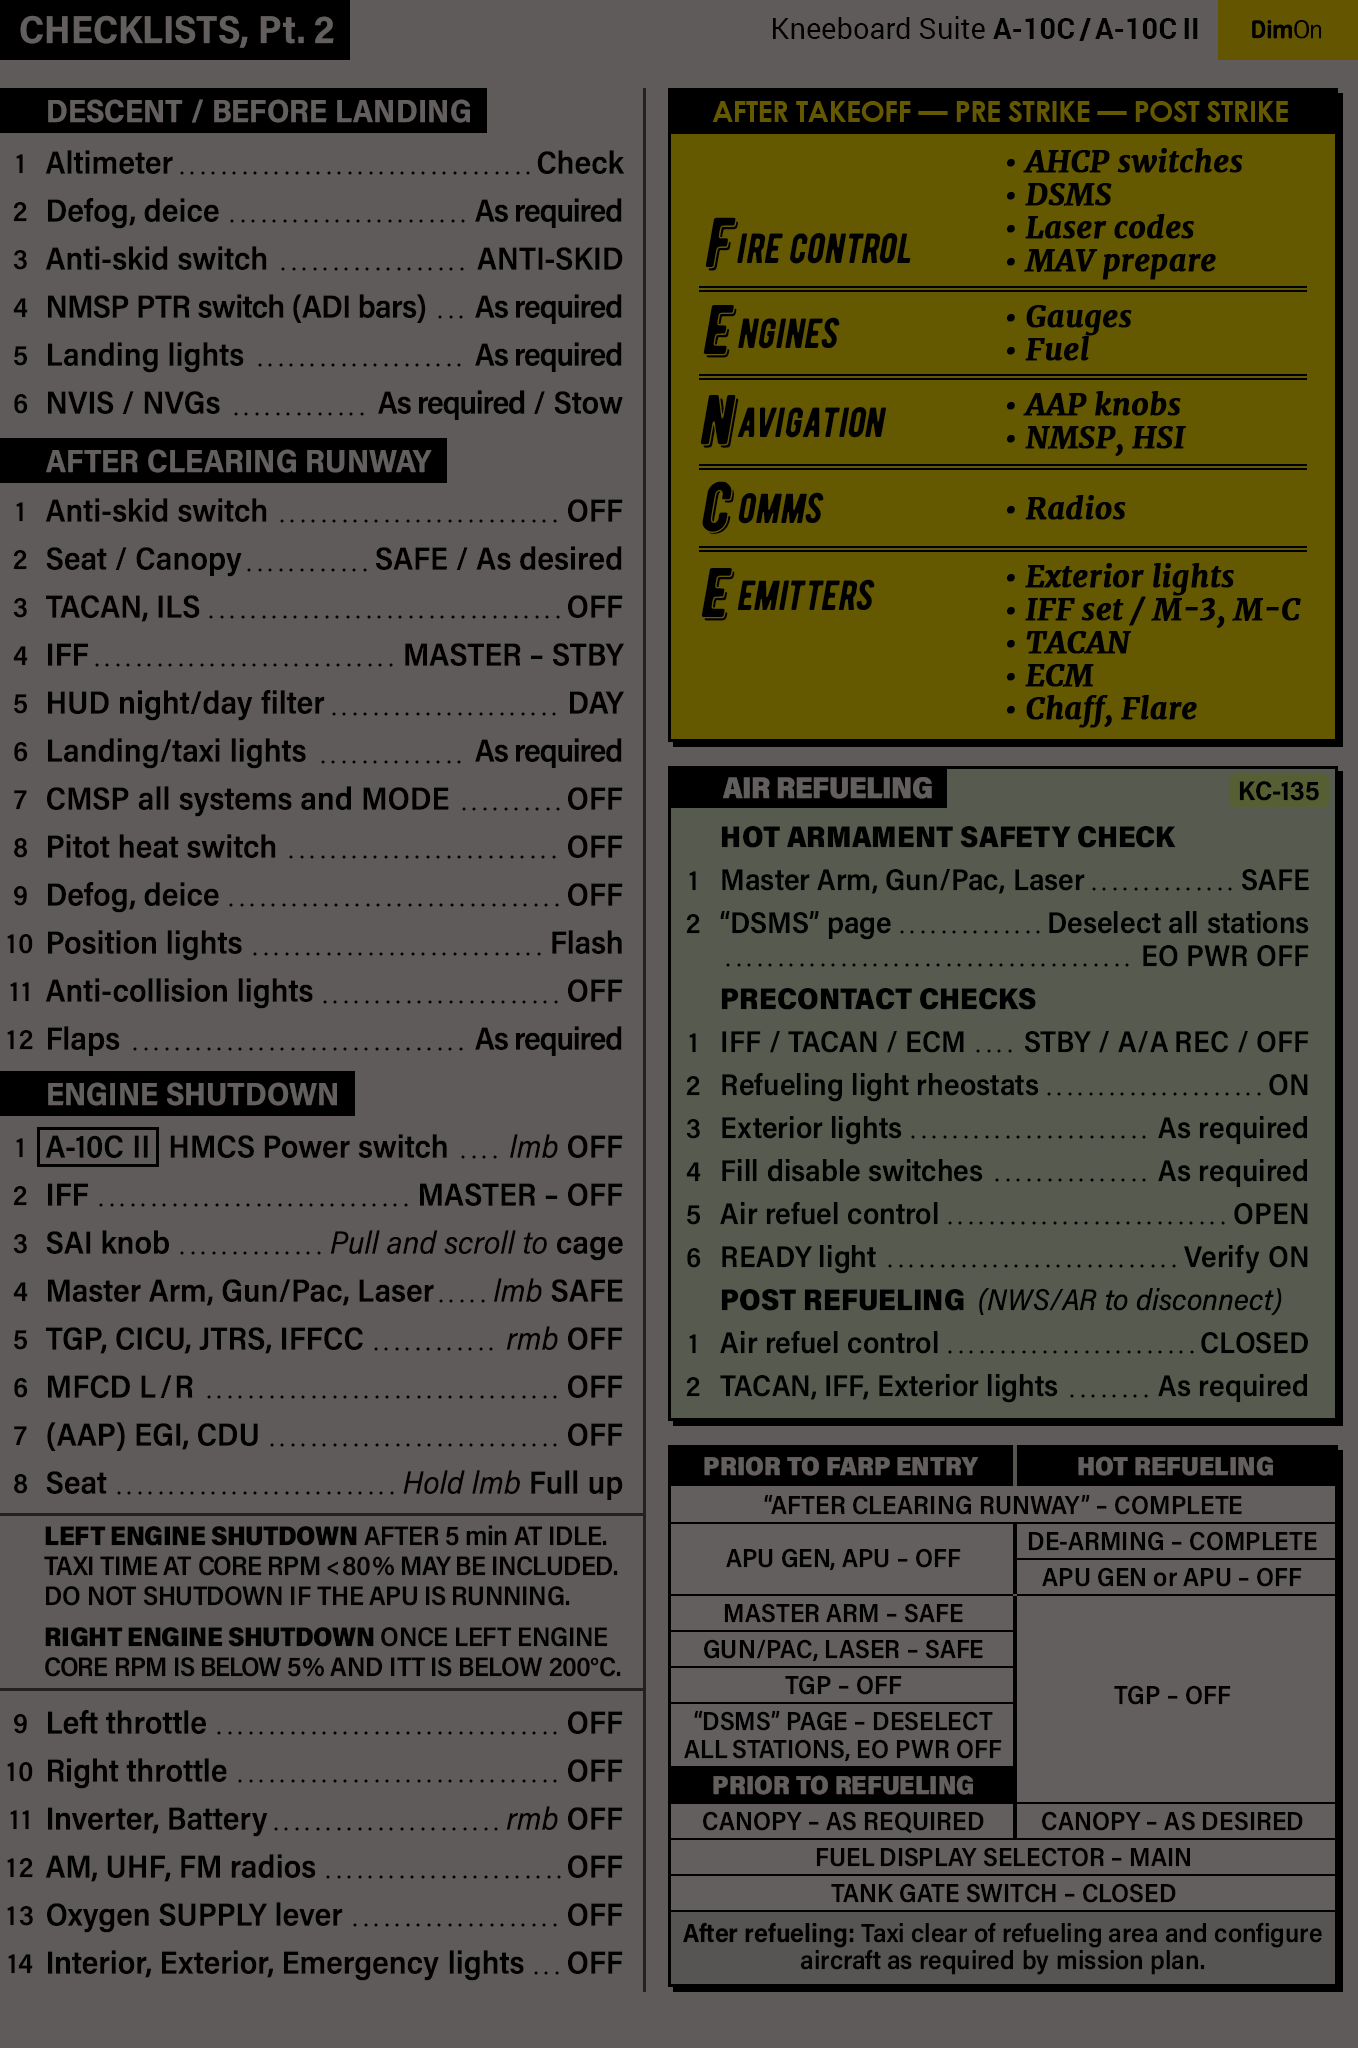 CHECKLISTS, Pt. 2
Kneeboard Suite A-10C / A-10C II
DimOn
DESCENT / BEFORE LANDING
1 Altimeter ................................. Check
2 Defog, deice ....................... As required
3 Anti-skid switch .................. ANTI-SKID
4 NMSP PTR switch (ADI bars) ... As required
5 Landing lights .................... As required
6 NVIS / NVGs ............. As required / Stow
AFTER CLEARING RUNWAY
1 Anti-skid switch ........................... OFF
2 Seat / Canopy ............ SAFE / As desired
3 TACAN, ILS .................................. OFF
4 IFF ............................. MASTER – STBY
5 HUD night/day filter ...................... DAY
6 Landing/taxi lights .............. As required
7 CMSP all systems and MODE .......... OFF
8 Pitot heat switch .......................... OFF
9 Defog, deice ................................ OFF
10 Position lights ............................ Flash
11 Anti-collision lights ....................... OFF
12 Flaps ................................ As required
ENGINE SHUTDOWN
1 A-10C II HMCS Power switch .... lmb OFF
2 IFF .............................. MASTER – OFF
3 SAI knob .............. Pull and scroll to cage
4 Master Arm, Gun/Pac, Laser ..... lmb SAFE
5 TGP, CICU, JTRS, IFFCC ............ rmb OFF
6 MFCD L / R .................................. OFF
7 (AAP) EGI, CDU ............................ OFF
8 Seat ........................... Hold lmb Full up
LEFT ENGINE SHUTDOWN AFTER 5 min AT IDLE.
TAXI TIME AT CORE RPM <80% MAY BE INCLUDED.
DO NOT SHUTDOWN IF THE APU IS RUNNING.
RIGHT ENGINE SHUTDOWN ONCE LEFT ENGINE
CORE RPM IS BELOW 5% AND ITT IS BELOW 200°C.
9 Left throttle ................................. OFF
10 Right throttle ............................... OFF
11 Inverter, Battery ...................... rmb OFF
12 AM, UHF, FM radios ....................... OFF
13 Oxygen SUPPLY lever .................... OFF
14 Interior, Exterior, Emergency lights ... OFF
AFTER TAKEOFF — PRE STRIKE — POST STRIKE
FIRE CONTROL
• AHCP switches
• DSMS
• Laser codes
• MAV prepare
ENGINES
• Gauges
• Fuel
NAVIGATION
• AAP knobs
• NMSP, HSI
COMMS
• Radios
E EMITTERS
• Exterior lights
• IFF set / M-3, M-C
• TACAN
• ECM
• Chaff, Flare
AIR REFUELING
KC-135
HOT ARMAMENT SAFETY CHECK
1 Master Arm, Gun/Pac, Laser .............. SAFE
2 “DSMS” page .............. Deselect all stations
....................................... EO PWR OFF
PRECONTACT CHECKS
1 IFF / TACAN / ECM .... STBY / A/A REC / OFF
2 Refueling light rheostats ..................... ON
3 Exterior lights ....................... As required
4 Fill disable switches ............... As required
5 Air refuel control ........................... OPEN
6 READY light ............................ Verify ON
POST REFUELING (NWS/AR to disconnect)
1 Air refuel control ........................ CLOSED
2 TACAN, IFF, Exterior lights ........ As required
PRIOR TO FARP ENTRY
HOT REFUELING
“AFTER CLEARING RUNWAY” – COMPLETE
APU GEN, APU – OFF
DE-ARMING – COMPLETE
APU GEN or APU – OFF
MASTER ARM – SAFE
GUN/PAC, LASER – SAFE
TGP – OFF
“DSMS” PAGE – DESELECT
ALL STATIONS, EO PWR OFF
TGP – OFF
PRIOR TO REFUELING
CANOPY – AS REQUIRED
CANOPY – AS DESIRED
FUEL DISPLAY SELECTOR – MAIN
TANK GATE SWITCH – CLOSED
After refueling: Taxi clear of refueling area and configure
aircraft as required by mission plan.